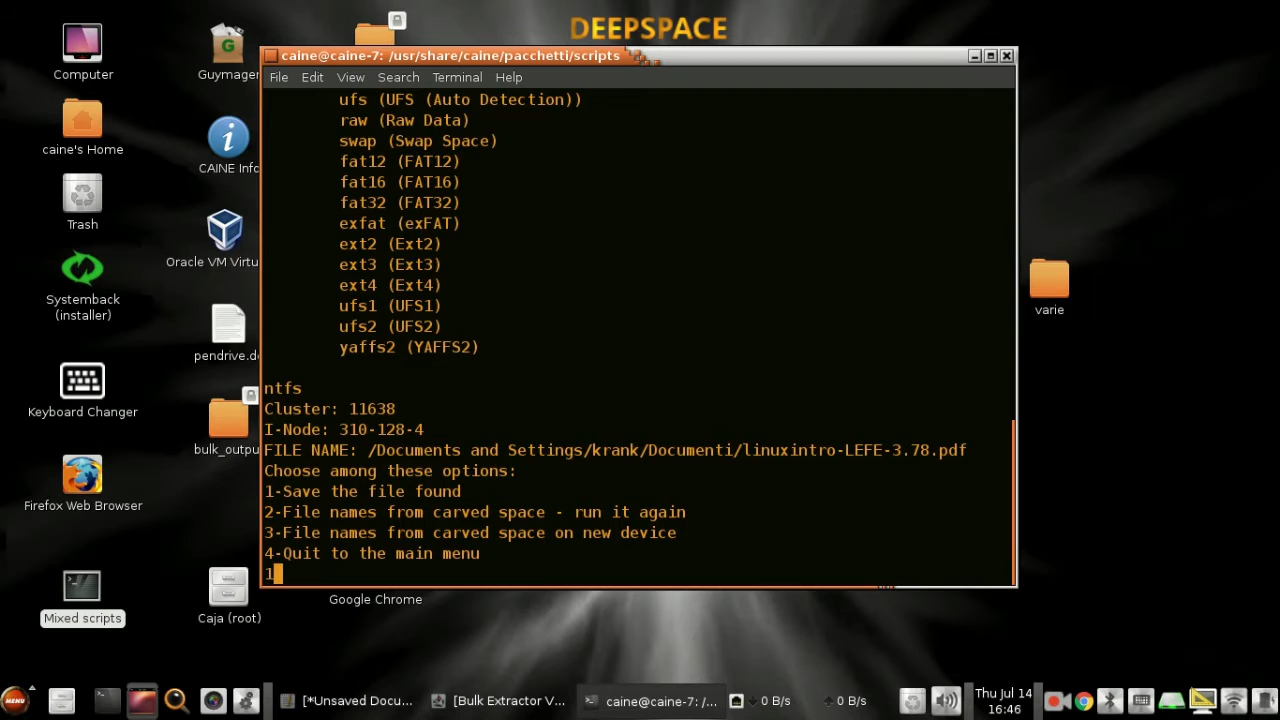 DEEPSPACE
Computer
Guymager
caine@caine-7: /usr/share/caine/pacchetti/scripts
File Edit View Search Terminal Help
ufs (UFS (Auto Detection))
raw (Raw Data)
swap (Swap Space)
fat12 (FAT12)
fat16 (FAT16)
fat32 (FAT32)
exfat (exFAT)
ext2 (Ext2)
ext3 (Ext3)
ext4 (Ext4)
ufs1 (UFS1)
ufs2 (UFS2)
yaffs2 (YAFFS2)
ntfs
Cluster: 11638
I-Node: 310-128-4
FILE NAME: /Documents and Settings/krank/Documenti/linuxintro-LEFE-3.78.pdf
Choose among these options:
1-Save the file found
2-File names from carved space - run it again
3-File names from carved space on new device
4-Quit to the main menu
1
caine's Home
CAINE Info
Trash
Oracle VM Virtu
Systemback
(installer)
pendrive.d
Keyboard Changer
bulk_outpu
Firefox Web Browser
Mixed scripts
Caja (root)
Google Chrome
varie
MENU
[*Unsaved Docu...
[Bulk Extractor V...
caine@caine-7: /...
0 B/s
0 B/s
Thu Jul 14
16:46